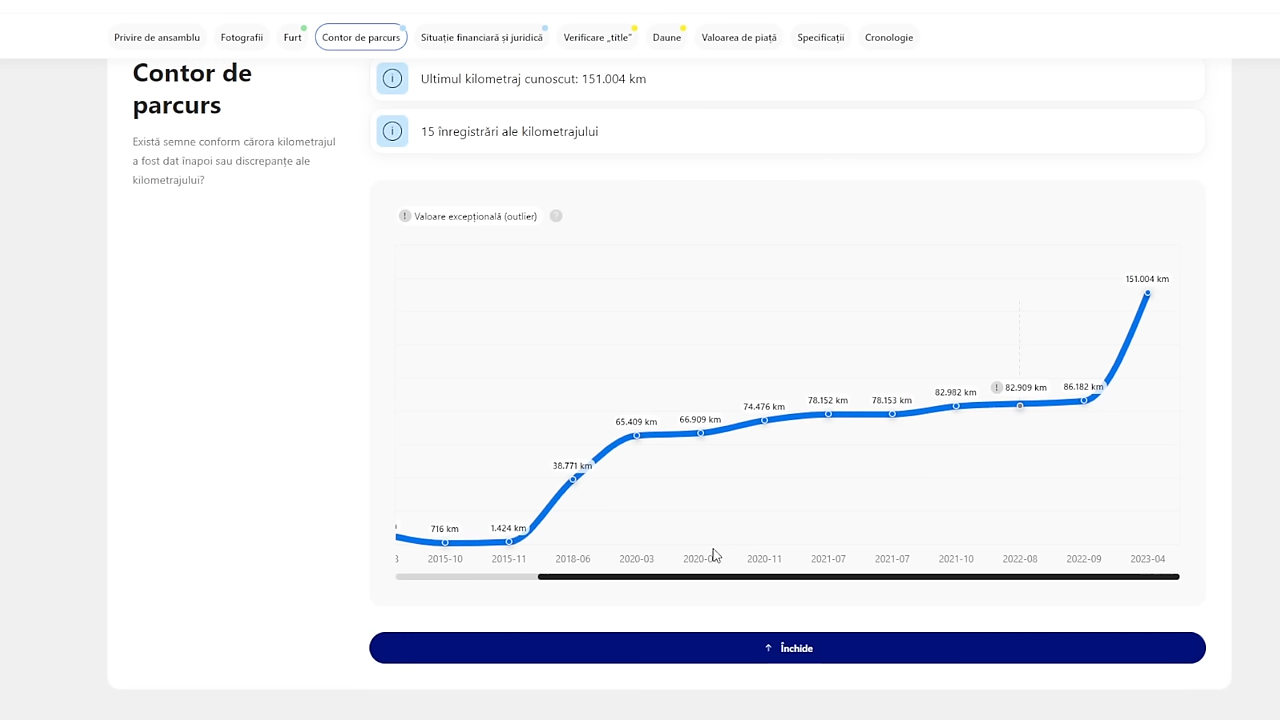 Privire de ansamblu Fotografii Furt Contor de parcurs Situație financiară și juridică Verificare „title” Daune Valoarea de piață Specificații Cronologie
Contor de
parcurs
Există semne conform cărora kilometrajul
a fost dat înapoi sau discrepanțe ale
kilometrajului?
Ultimul kilometraj cunoscut: 151.004 km
15 înregistrări ale kilometrajului
! Valoare excepțională (outlier) ?
151.004 km
! 82.909 km
86.182 km
82.982 km
78.152 km
78.153 km
74.476 km
66.909 km
65.409 km
38.771 km
716 km
1.424 km
3 2015-10 2015-11 2018-06 2020-03 2020-11 2021-07 2021-07 2021-10 2022-08 2022-09 2023-04
↑ Închide